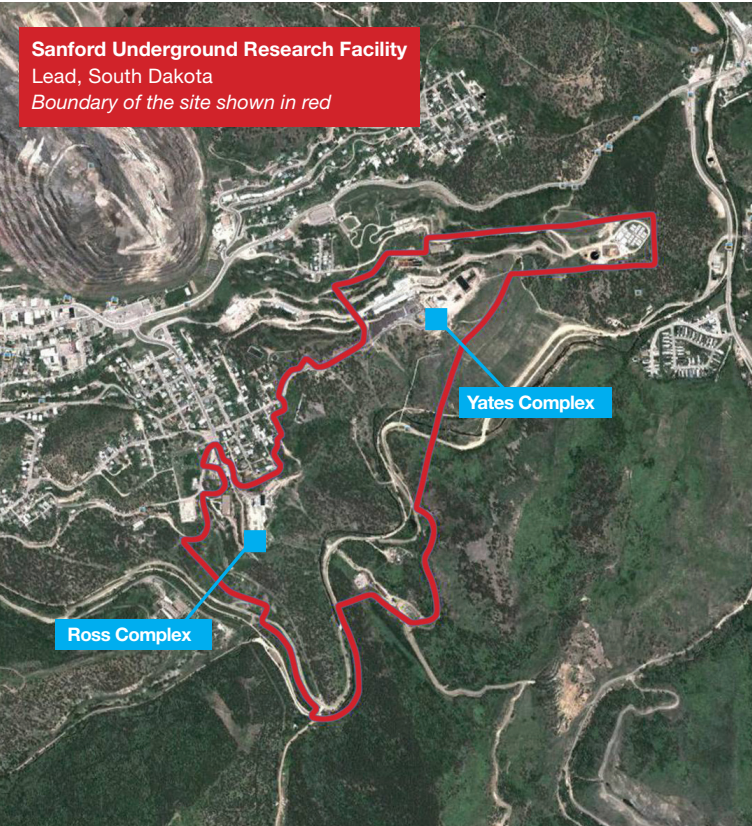 Sanford Underground Research Facility
Lead, South Dakota
Boundary of the site shown in red
Yates Complex
Ross Complex